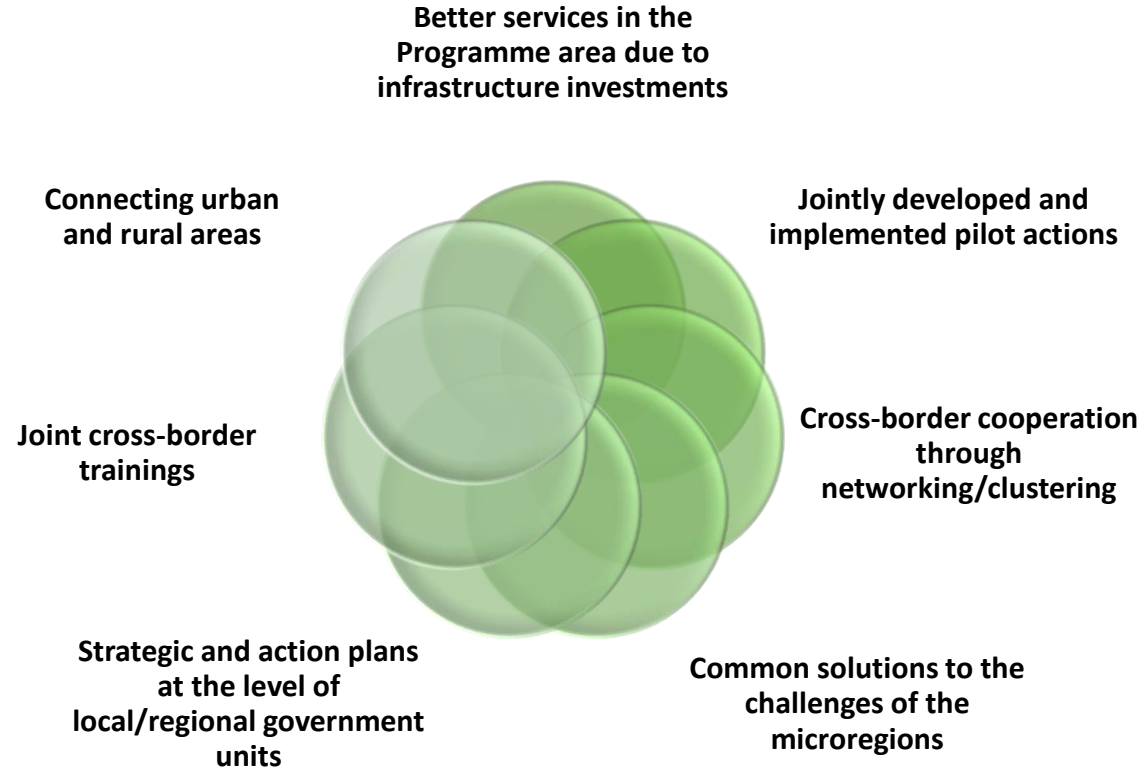 Better services in the
Programme area due to
infrastructure investments
Jointly developed and
implemented pilot actions
Cross-border cooperation
through
networking/clustering
Common solutions to the
challenges of the
microregions
Strategic and action plans
at the level of
local/regional government
units
Joint cross-border
trainings
Connecting urban
and rural areas